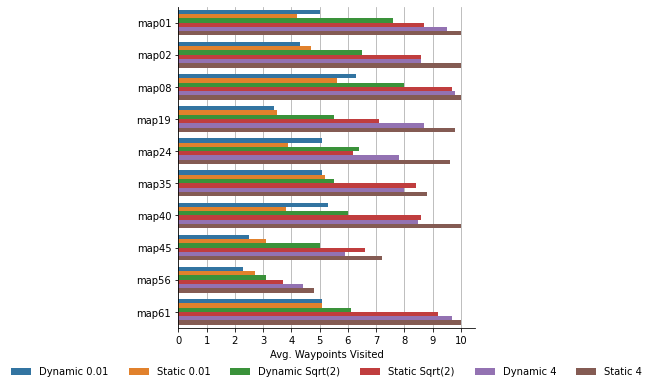 map01
map02
map08
map19
map24
map35
map40
map45
map56
map61
0 1 2 3 4 5 6 7 8 9 10
Avg. Waypoints Visited
Dynamic 0.01 Static 0.01 Dynamic Sqrt(2) Static Sqrt(2) Dynamic 4 Static 4